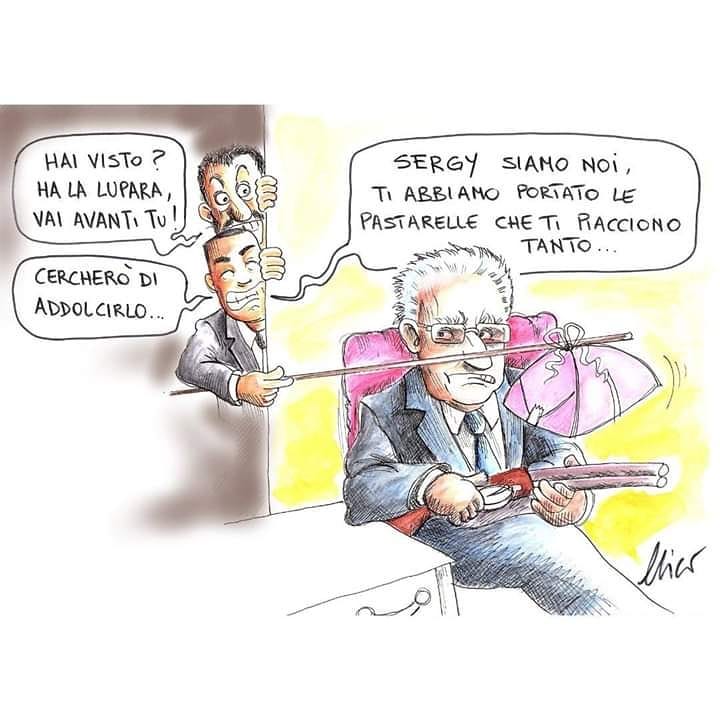 HAI VISTO?
HA LA LUPARA,
VAI AVANTI TU!
CERCHERÒ DI
ADDOLCIRLO...
SERGY SIAMO NOI,
TI ABBIAMO PORTATO LE
PASTARELLE CHE TI PIACCIONO
TANTO...